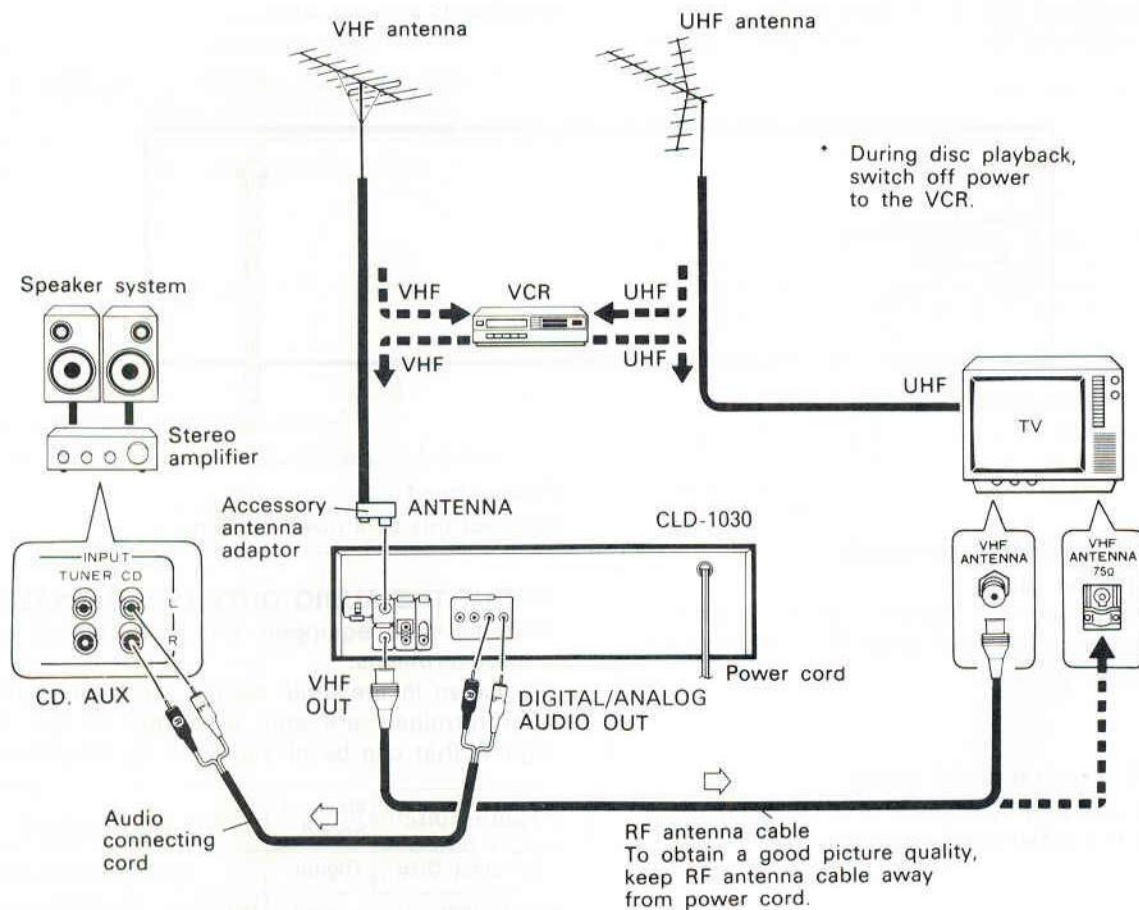 VHF antenna
UHF antenna
* During disc playback,
switch off power
to the VCR.
Speaker system
VHF
VCR
UHF
VHF
UHF
UHF
TV
Stereo
amplifier
Accessory
antenna
adaptor
ANTENNA
CLD-1030
INPUT
TUNER CD
L
R
VHF
ANTENNA
VHF
ANTENNA
75Ω
CD. AUX
VHF
OUT
DIGITAL/ANALOG
AUDIO OUT
Power cord
R
L
R
L
Audio
connecting
cord
RF antenna cable
To obtain a good picture quality,
keep RF antenna cable away
from power cord.